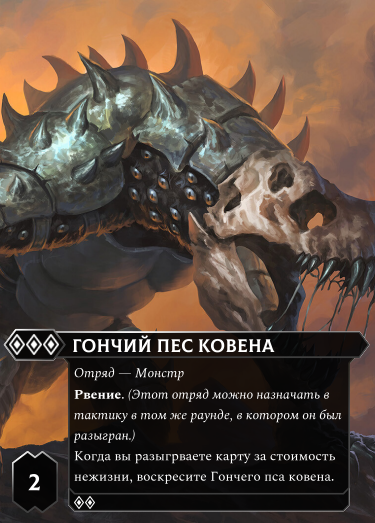 ГОНЧИЙ ПЕС КОВЕНА
Отряд — Монстр
Рвение. (Этот отряд можно назначать в
тактику в том же раунде, в котором он был
разыгран.)
Когда вы разыгрваете карту за стоимость
нежизни, воскресите Гончего пса ковена.
2